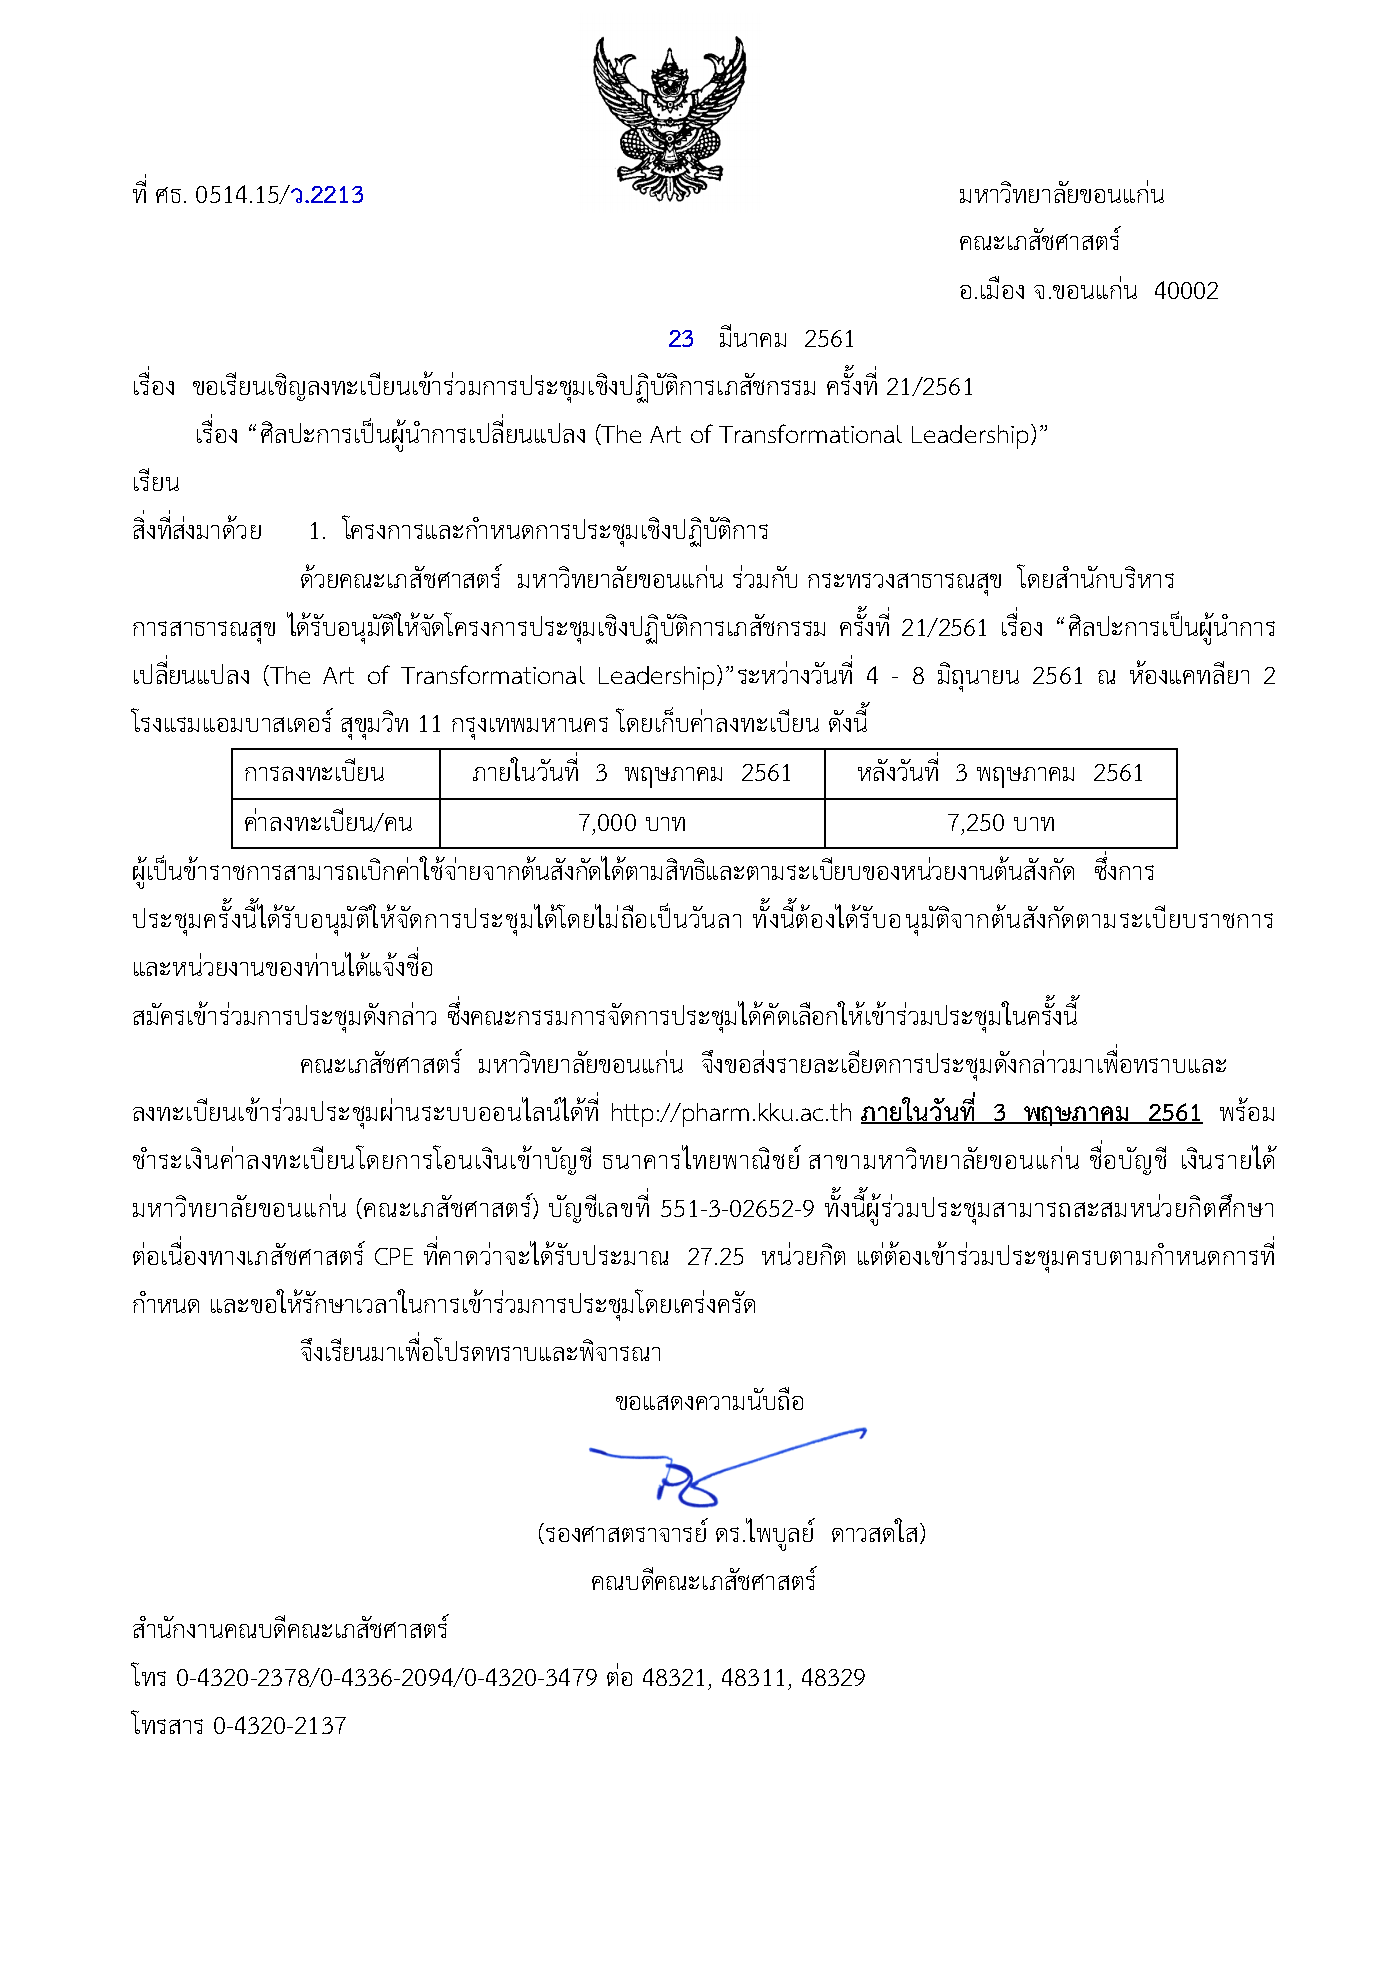 ที่ ศธ. 0514.15/ว.2213
มหาวิทยาลัยขอนแก่น
คณะเภสัชศาสตร์
อ.เมือง จ.ขอนแก่น 40002
23 มีนาคม 2561
เรื่อง ขอเรียนเชิญลงทะเบียนเข้าร่วมการประชุมเชิงปฏิบัติการเภสัชกรรม ครั้งที่ 21/2561
เรื่อง “ศิลปะการเป็นผู้นำการเปลี่ยนแปลง (The Art of Transformational Leadership)”
เรียน
สิ่งที่ส่งมาด้วย 1. โครงการและกำหนดการประชุมเชิงปฏิบัติการ
ด้วยคณะเภสัชศาสตร์ มหาวิทยาลัยขอนแก่น ร่วมกับ กระทรวงสาธารณสุข โดยสำนักบริหาร
การสาธารณสุข ได้รับอนุมัติให้จัดโครงการประชุมเชิงปฏิบัติการเภสัชกรรม ครั้งที่ 21/2561 เรื่อง “ศิลปะการเป็นผู้นำการ
เปลี่ยนแปลง (The Art of Transformational Leadership)”ระหว่างวันที่ 4 - 8 มิถุนายน 2561 ณ ห้องแคทลียา 2
โรงแรมแอมบาสเดอร์ สุขุมวิท 11 กรุงเทพมหานคร โดยเก็บค่าลงทะเบียน ดังนี้
การลงทะเบียน ภายในวันที่ 3 พฤษภาคม 2561 หลังวันที่ 3 พฤษภาคม 2561
ค่าลงทะเบียน/คน 7,000 บาท 7,250 บาท
ผู้เป็นข้าราชการสามารถเบิกค่าใช้จ่ายจากต้นสังกัดได้ตามสิทธิและตามระเบียบของหน่วยงานต้นสังกัด ซึ่งการ
ประชุมครั้งนี้ได้รับอนุมัติให้จัดการประชุมได้โดยไม่ถือเป็นวันลา ทั้งนี้ต้องได้รับอนุมัติจากต้นสังกัดตามระเบียบราชการ
และหน่วยงานของท่านได้แจ้งชื่อ
สมัครเข้าร่วมการประชุมดังกล่าว ซึ่งคณะกรรมการจัดการประชุมได้คัดเลือกให้เข้าร่วมประชุมในครั้งนี้
คณะเภสัชศาสตร์ มหาวิทยาลัยขอนแก่น จึงขอส่งรายละเอียดการประชุมดังกล่าวมาเพื่อทราบและ
ลงทะเบียนเข้าร่วมประชุมผ่านระบบออนไลน์ได้ที่ http://pharm.kku.ac.th ภายในวันที่ 3 พฤษภาคม 2561 พร้อม
ชำระเงินค่าลงทะเบียนโดยการโอนเงินเข้าบัญชี ธนาคารไทยพาณิชย์ สาขามหาวิทยาลัยขอนแก่น ชื่อบัญชี เงินรายได้
มหาวิทยาลัยขอนแก่น (คณะเภสัชศาสตร์) บัญชีเลขที่ 551-3-02652-9 ทั้งนี้ผู้ร่วมประชุมสามารถสะสมหน่วยกิตศึกษา
ต่อเนื่องทางเภสัชศาสตร์ CPE ที่คาดว่าจะได้รับประมาณ 27.25 หน่วยกิต แต่ต้องเข้าร่วมประชุมครบตามกำหนดการที่
กำหนด และขอให้รักษาเวลาในการเข้าร่วมการประชุมโดยเคร่งครัด
จึงเรียนมาเพื่อโปรดทราบและพิจารณา
ขอแสดงความนับถือ
(รองศาสตราจารย์ ดร.ไพบูลย์ ดาวสดใส)
คณบดีคณะเภสัชศาสตร์
สำนักงานคณบดีคณะเภสัชศาสตร์
โทร 0-4320-2378/0-4336-2094/0-4320-3479 ต่อ 48321, 48311, 48329
โทรสาร 0-4320-2137